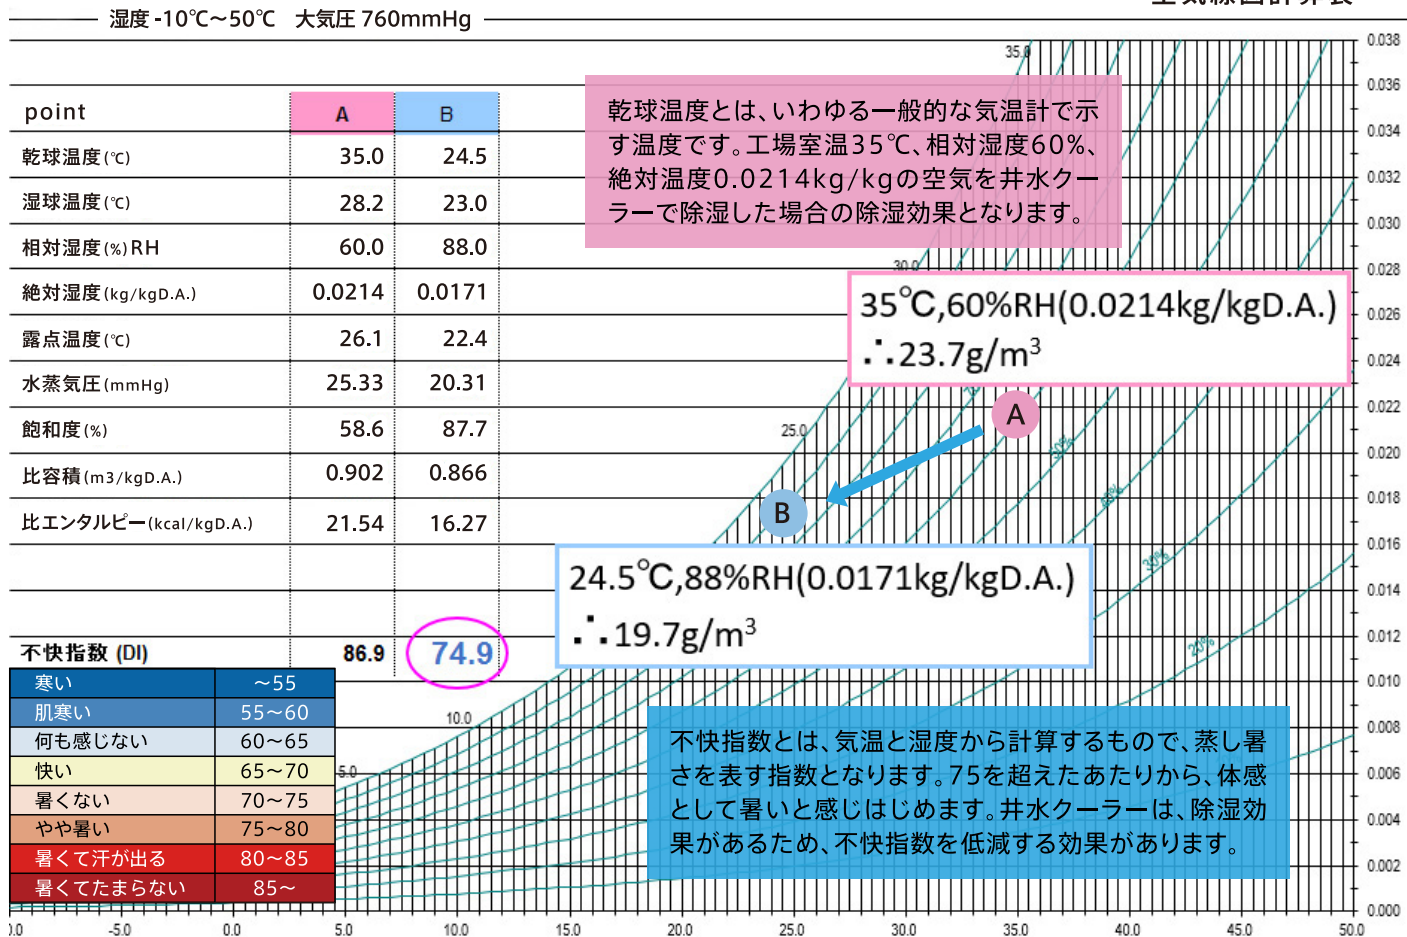 湿度 -10℃～50℃　大気圧 760mmHg
point A B
乾球温度(℃) 35.0 24.5
湿球温度(℃) 28.2 23.0
相対湿度(%)RH 60.0 88.0
絶対湿度(kg/kgD.A.) 0.0214 0.0171
露点温度(℃) 26.1 22.4
水蒸気圧(mmHg) 25.33 20.31
飽和度(%) 58.6 87.7
比容積(m3/kgD.A.) 0.902 0.866
比エンタルピー(kcal/kgD.A.) 21.54 16.27
不快指数 (DI) 86.9 74.9
寒い ～55
肌寒い 55～60
何も感じない 60～65
快い 65～70
暑くない 70～75
やや暑い 75～80
暑くて汗が出る 80～85
暑くてたまらない 85～
乾球温度とは、いわゆる一般的な気温計で示
す温度です。工場室温35℃、相対湿度60%、
絶対温度0.0214kg/kgの空気を井水クー
ラーで除湿した場合の除湿効果となります。
35℃,60%RH(0.0214kg/kgD.A.)
∴23.7g/m³
A
B
24.5℃,88%RH(0.0171kg/kgD.A.)
∴19.7g/m³
不快指数とは、気温と湿度から計算するもので、蒸し暑
さを表す指数となります。75を超えたあたりから、体感
として暑いと感じはじめます。井水クーラーは、除湿効
果があるため、不快指数を低減する効果があります。
35.0
30.0
25.0
10.0
5.0
50%
40%
30%
20%
0.038
0.036
0.034
0.032
0.030
0.028
0.026
0.024
0.022
0.020
0.018
0.016
0.014
0.012
0.010
0.008
0.006
0.004
0.002
0.000
-5.0 0.0 5.0 10.0 15.0 20.0 25.0 30.0 35.0 40.0 45.0 50.0